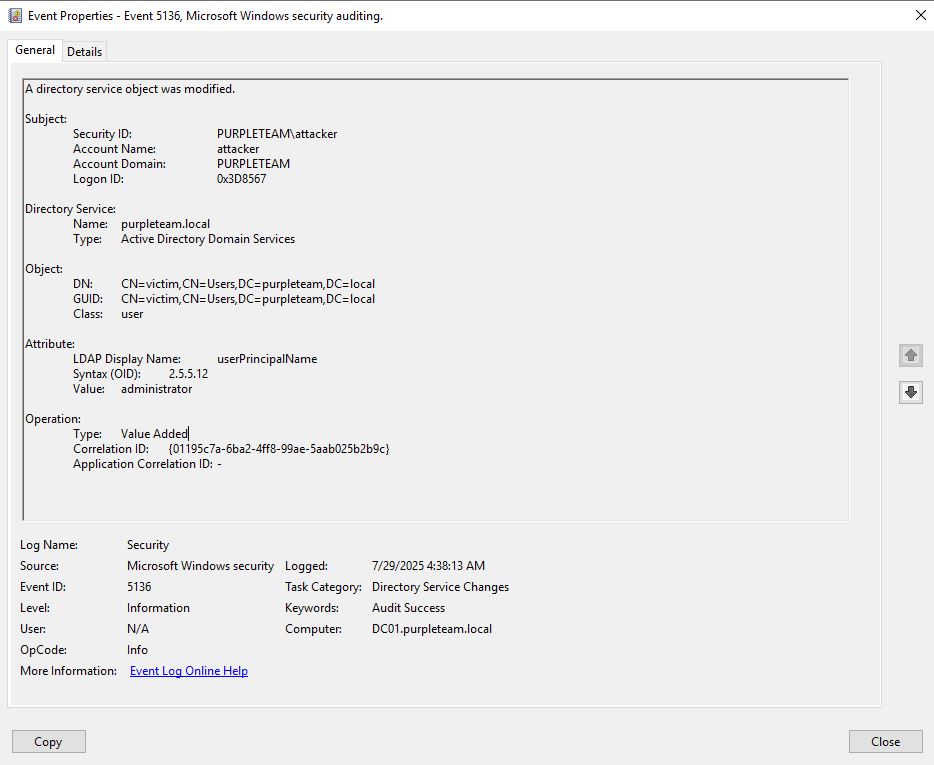 Event Properties - Event 5136, Microsoft Windows security auditing.
General Details
A directory service object was modified.
Subject:
Security ID: PURPLETEAM\attacker
Account Name: attacker
Account Domain: PURPLETEAM
Logon ID: 0x3D8567
Directory Service:
Name: purpleteam.local
Type: Active Directory Domain Services
Object:
DN: CN=victim,CN=Users,DC=purpleteam,DC=local
GUID: CN=victim,CN=Users,DC=purpleteam,DC=local
Class: user
Attribute:
LDAP Display Name: userPrincipalName
Syntax (OID): 2.5.5.12
Value: administrator
Operation:
Type: Value Added
Correlation ID: {01195c7a-6ba2-4ff8-99ae-5aab025b2b9c}
Application Correlation ID: -
Log Name: Security
Source: Microsoft Windows security Logged: 7/29/2025 4:38:13 AM
Event ID: 5136 Task Category: Directory Service Changes
Level: Information Keywords: Audit Success
User: N/A Computer: DC01.purpleteam.local
OpCode: Info
More Information: Event Log Online Help
Copy Close